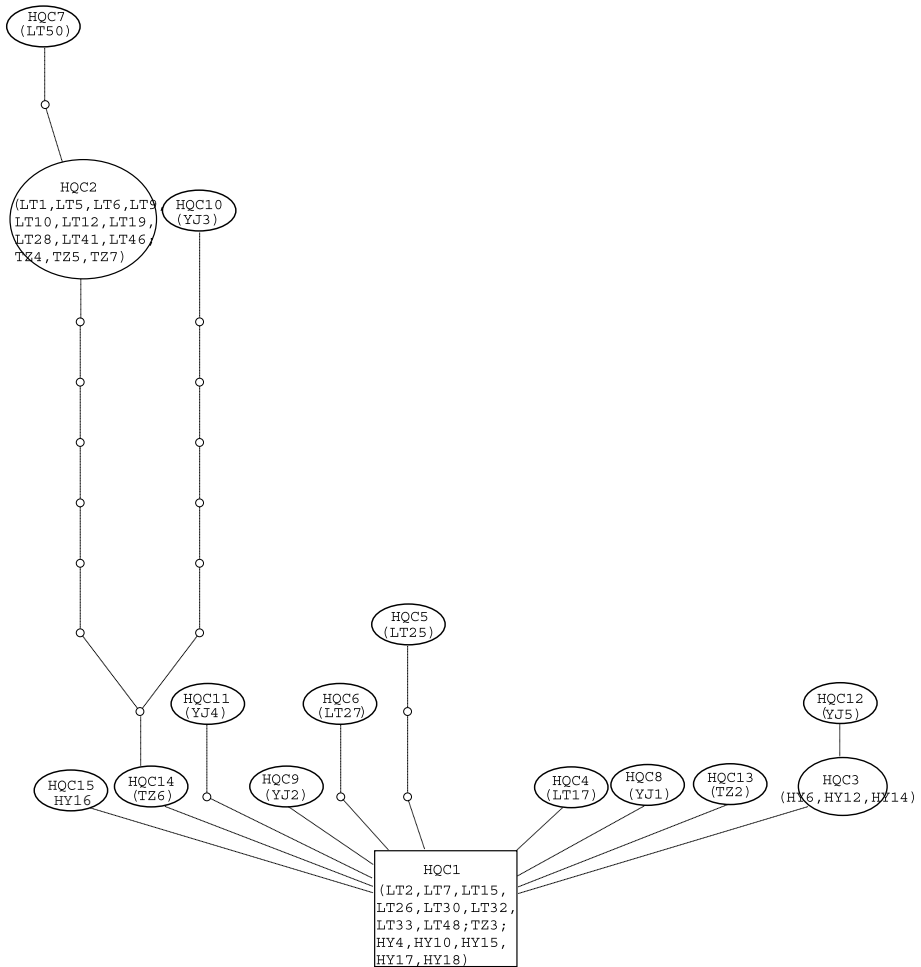 HQC7
(LT50)
HQC2
(LT1,LT5,LT6,LT9,
LT10,LT12,LT19,
LT28,LT41,LT46;
TZ4,TZ5,TZ7)
HQC10
(YJ3)
HQC5
(LT25)
HQC11
(YJ4)
HQC6
(LT27)
HQC12
(YJ5)
HQC15
HY16
HQC14
(TZ6)
HQC9
(YJ2)
HQC4
(LT17)
HQC8
(YJ1)
HQC13
(TZ2)
HQC3
(HY6,HY12,HY14)
HQC1
(LT2,LT7,LT15,
LT26,LT30,LT32,
LT33,LT48;TZ3;
HY4,HY10,HY15,
HY17,HY18)